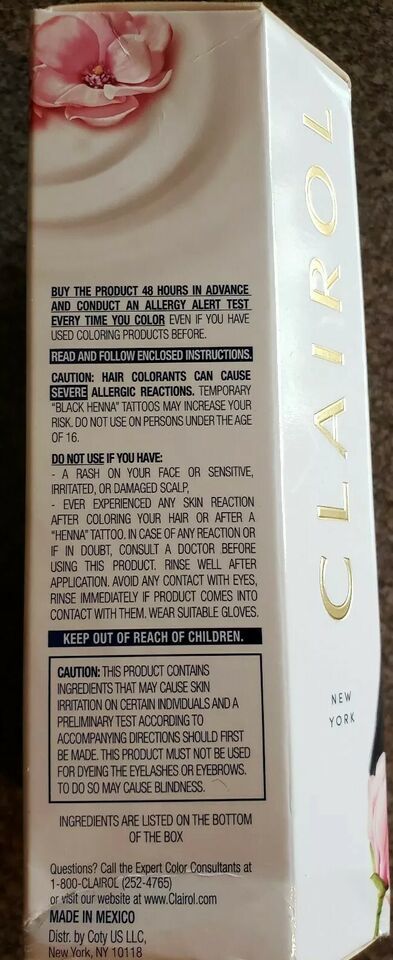 BUY THE PRODUCT 48 HOURS IN ADVANCE
AND CONDUCT AN ALLERGY ALERT TEST
EVERY TIME YOU COLOR EVEN IF YOU HAVE
USED COLORING PRODUCTS BEFORE.
READ AND FOLLOW ENCLOSED INSTRUCTIONS.
CAUTION: HAIR COLORANTS CAN CAUSE
SEVERE ALLERGIC REACTIONS. TEMPORARY
"BLACK HENNA" TATTOOS MAY INCREASE YOUR
RISK. DO NOT USE ON PERSONS UNDER THE AGE
OF 16.
DO NOT USE IF YOU HAVE:
- A RASH ON YOUR FACE OR SENSITIVE,
IRRITATED, OR DAMAGED SCALP,
- EVER EXPERIENCED ANY SKIN REACTION
AFTER COLORING YOUR HAIR OR AFTER A
"HENNA" TATTOO. IN CASE OF ANY REACTION OR
IF IN DOUBT, CONSULT A DOCTOR BEFORE
USING THIS PRODUCT. RINSE WELL AFTER
APPLICATION. AVOID ANY CONTACT WITH EYES,
RINSE IMMEDIATELY IF PRODUCT COMES INTO
CONTACT WITH THEM. WEAR SUITABLE GLOVES.
KEEP OUT OF REACH OF CHILDREN.
CAUTION: THIS PRODUCT CONTAINS
INGREDIENTS THAT MAY CAUSE SKIN
IRRITATION ON CERTAIN INDIVIDUALS AND A
PRELIMINARY TEST ACCORDING TO
ACCOMPANYING DIRECTIONS SHOULD FIRST
BE MADE. THIS PRODUCT MUST NOT BE USED
FOR DYEING THE EYELASHES OR EYEBROWS.
TO DO SO MAY CAUSE BLINDNESS.
INGREDIENTS ARE LISTED ON THE BOTTOM
OF THE BOX
Questions? Call the Expert Color Consultants at
1-800-CLAIROL (252-4765)
or visit our website at www.Clairol.com
MADE IN MEXICO
Distr. by Coty US LLC,
New York, NY 10118
CLAIROL
NEW
YORK